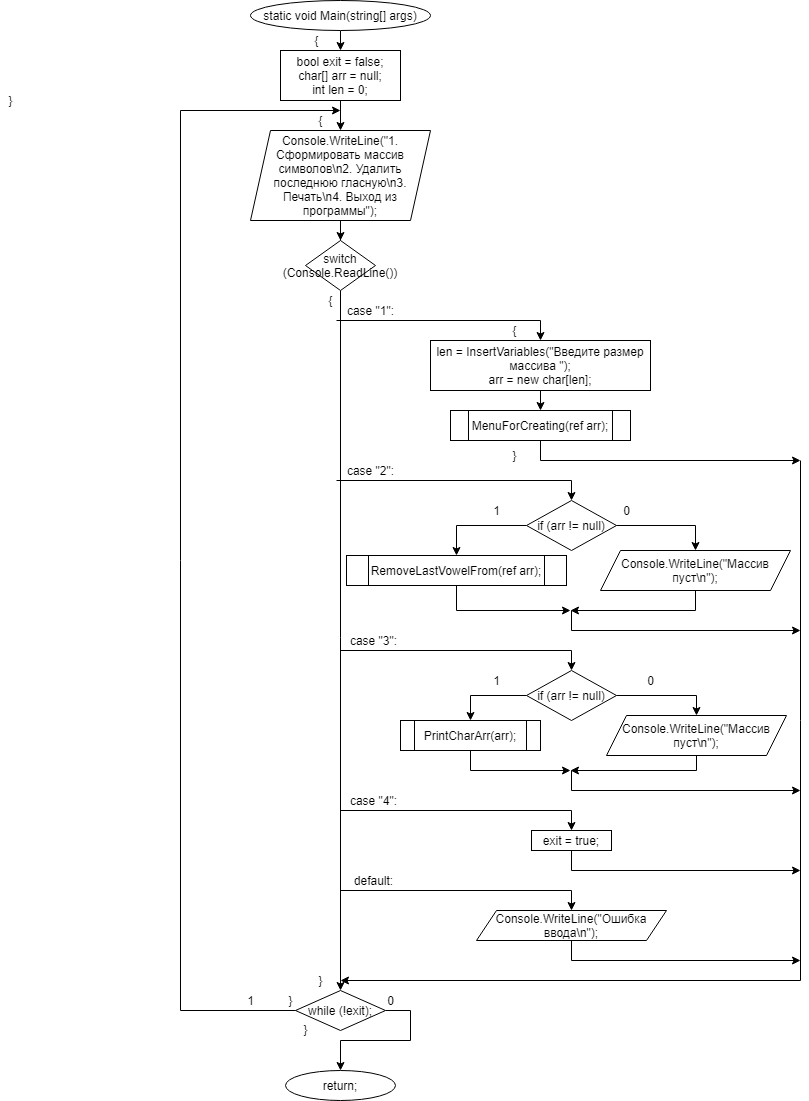 static void Main(string[] args)
{
bool exit = false;
char[] arr = null;
int len = 0;
}
{
Console.WriteLine("1.
Сформировать массив
символов\n2. Удалить
последнюю гласную\n3.
Печать\n4. Выход из
программы");
switch
(Console.ReadLine())
{
case "1":
{
len = InsertVariables("Введите размер
массива ");
arr = new char[len];
MenuForCreating(ref arr);
}
case "2":
1
0
if (arr != null)
RemoveLastVowelFrom(ref arr);
Console.WriteLine("Массив
пуст\n");
case "3":
1
0
if (arr != null)
PrintCharArr(arr);
Console.WriteLine("Массив
пуст\n");
case "4":
exit = true;
default:
Console.WriteLine("Ошибка
ввода\n");
}
1
}
0
while (!exit);
}
return;